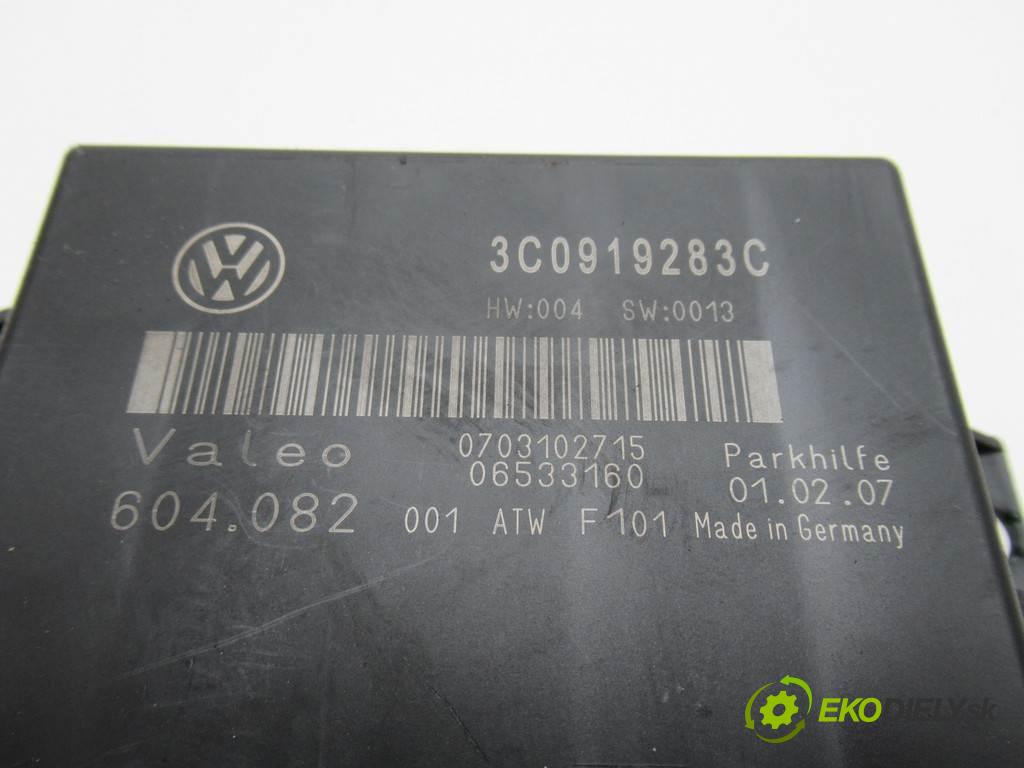 3C0919283C
HW:004 SW:0013
Valeo 0703102715 Parkhilfe
06533160 01.02.07
604.082 001 ATW F 101 Made in Germany
EKODIELY.sk